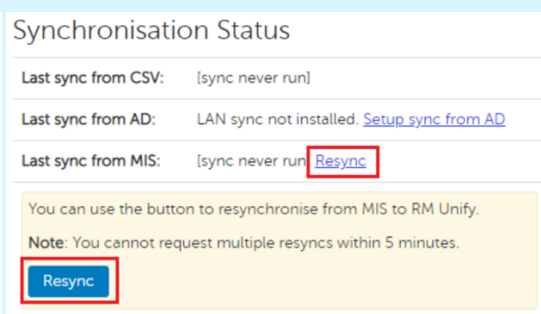 Synchronisation Status
Last sync from CSV: [sync never run]
Last sync from AD: LAN sync not installed. Setup sync from AD
Last sync from MIS: [sync never run Resync
You can use the button to resynchronise from MIS to RM Unify.
Note: You cannot request multiple resyncs within 5 minutes.
Resync